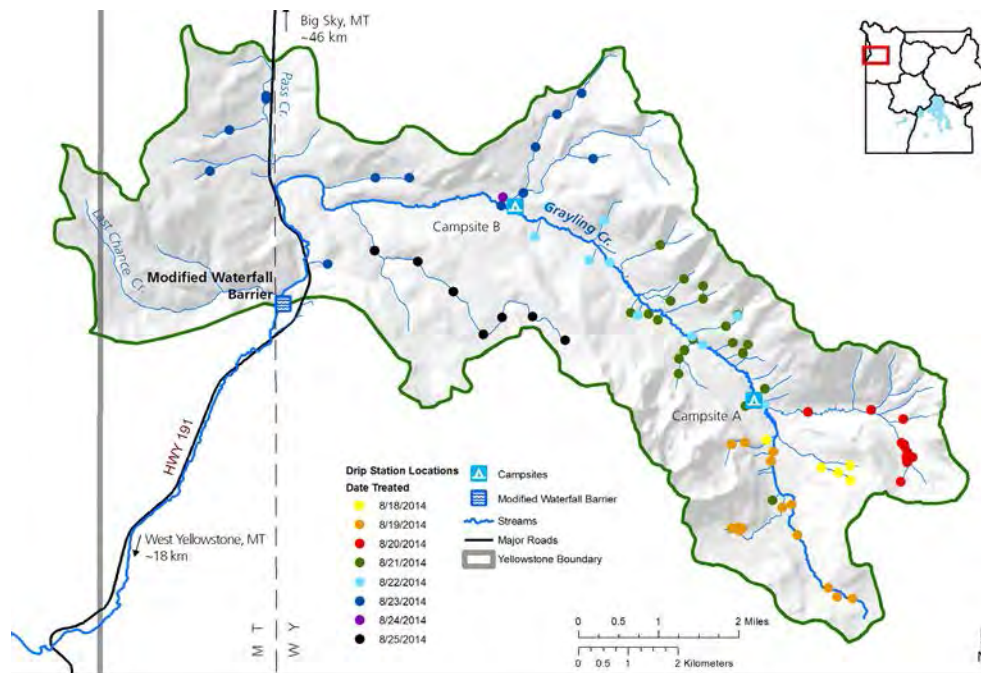 Big Sky, MT
~46 km
Pass Cr.
Last Chance Cr.
Modified Waterfall
Barrier
Campsite B
Grayling Cr.
Campsite A
HWY 191
West Yellowstone, MT
~18 km
M T
W Y
Drip Station Locations
Date Treated
8/18/2014
8/19/2014
8/20/2014
8/21/2014
8/22/2014
8/23/2014
8/24/2014
8/25/2014
Campsites
Modified Waterfall Barrier
Streams
Major Roads
Yellowstone Boundary
0 0.5 1 2 Miles
0 0.5 1 2 Kilometers
N